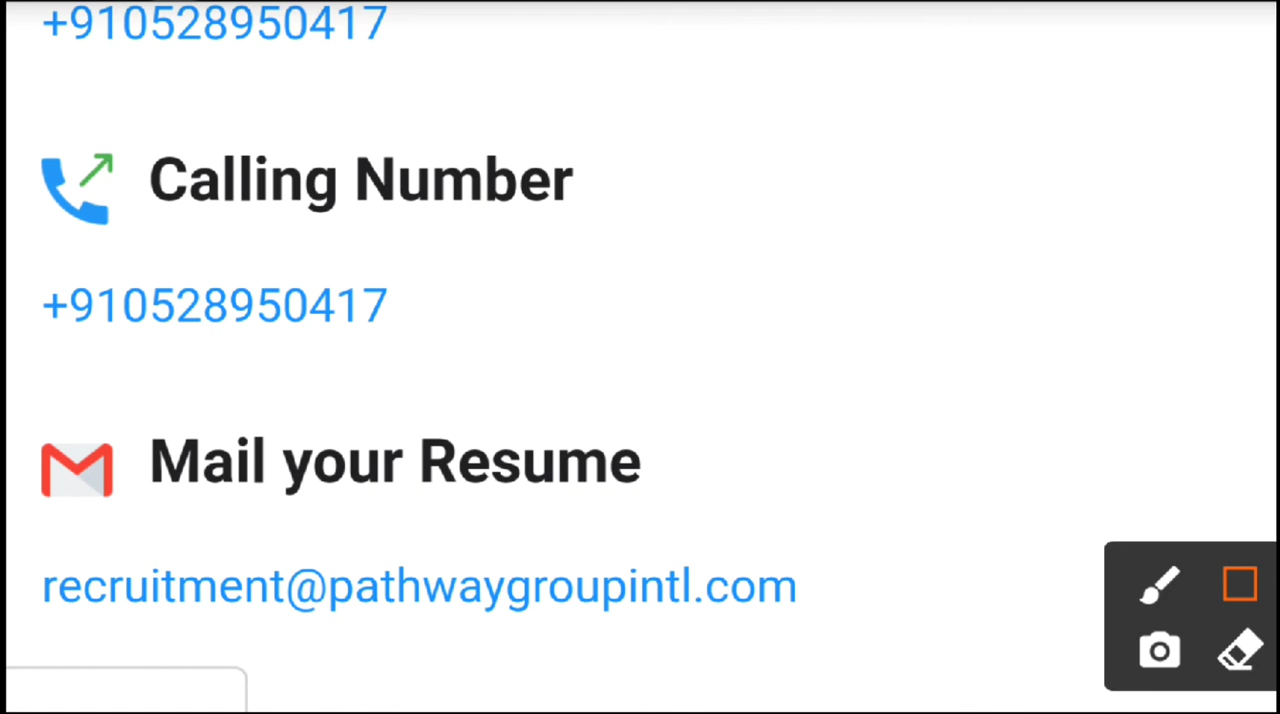 +910528950417
Calling Number
+910528950417
Mail your Resume
recruitment@pathwaygroupintl.com